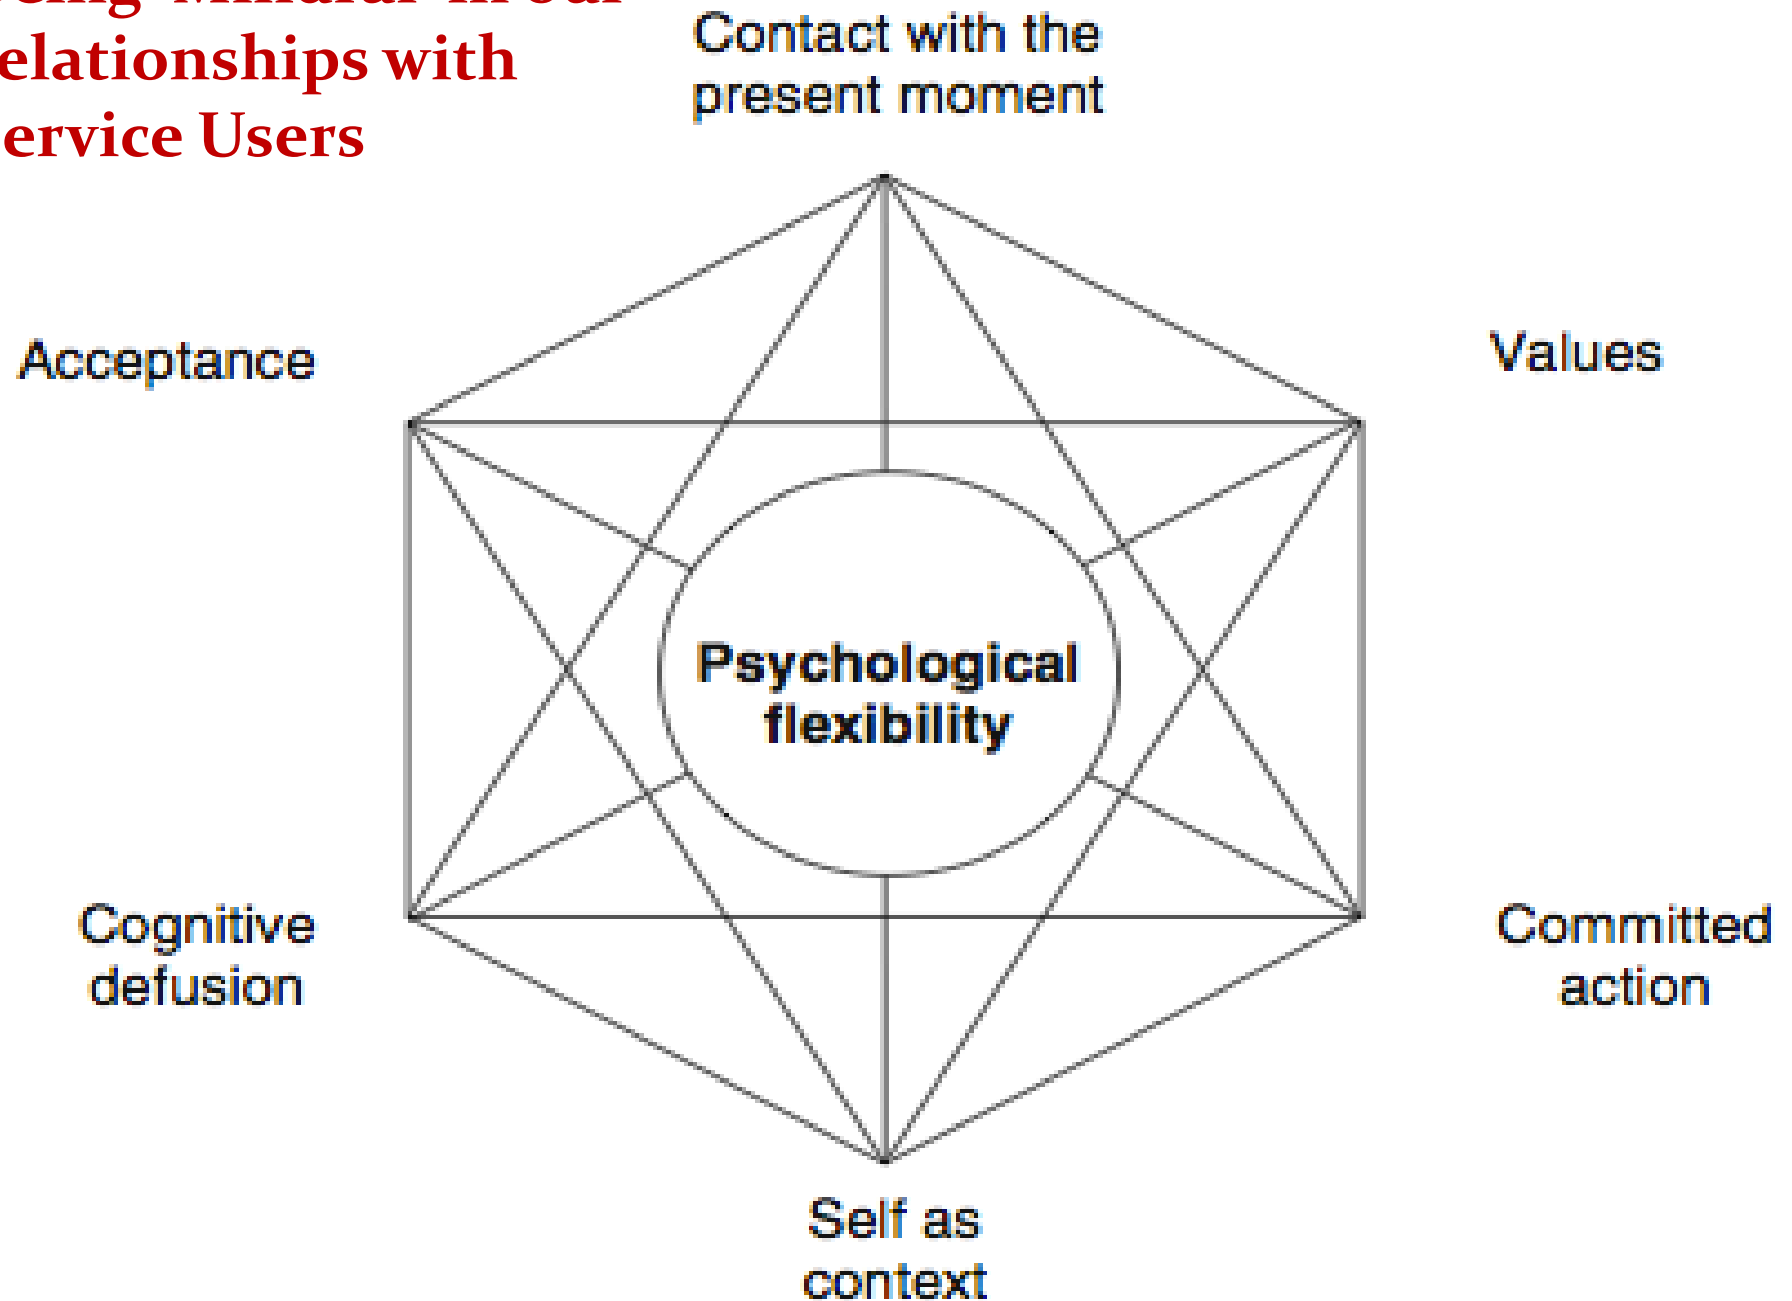 elationships with
ervice Users
Contact with the
present moment
Acceptance
Values
Psychological
flexibility
Cognitive
defusion
Committed
action
Self as
context